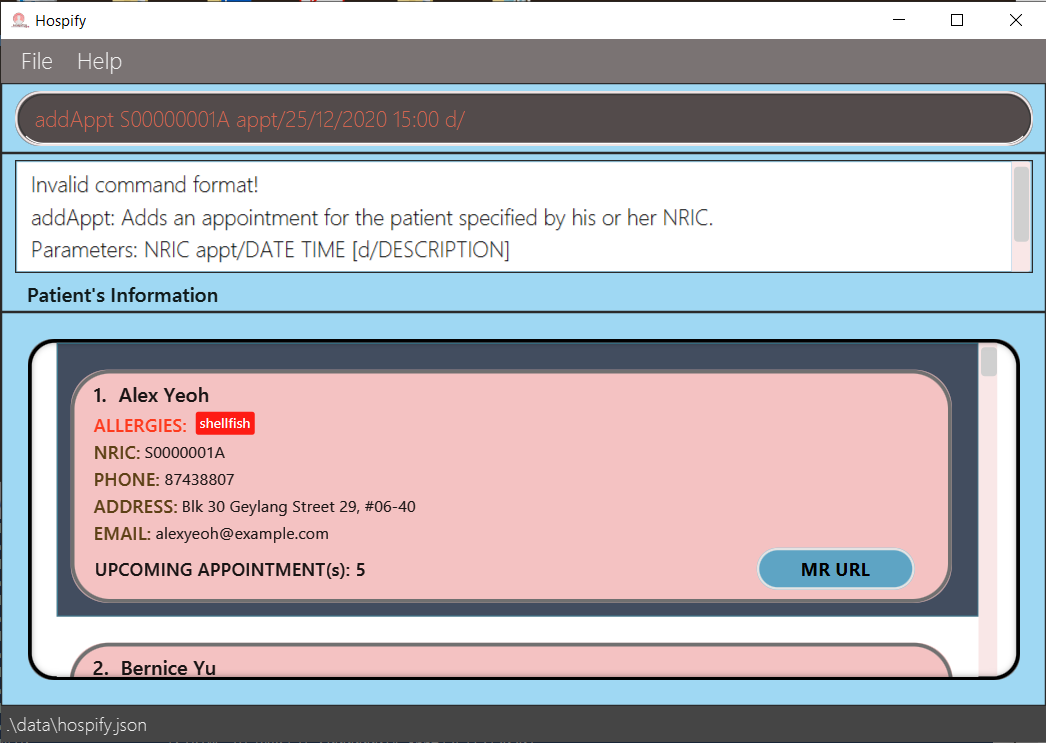 Hospify
File Help
addAppt S00000001A appt/25/12/2020 15:00 d/
Invalid command format!
addAppt: Adds an appointment for the patient specified by his or her NRIC.
Parameters: NRIC appt/DATE TIME [d/DESCRIPTION]
Patient's Information
1. Alex Yeoh
ALLERGIES: shellfish
NRIC: S0000001A
PHONE: 87438807
ADDRESS: Blk 30 Geylang Street 29, #06-40
EMAIL: alexyeoh@example.com
UPCOMING APPOINTMENT(s): 5
MR URL
2. Bernice Yu
.\data\hospify.json